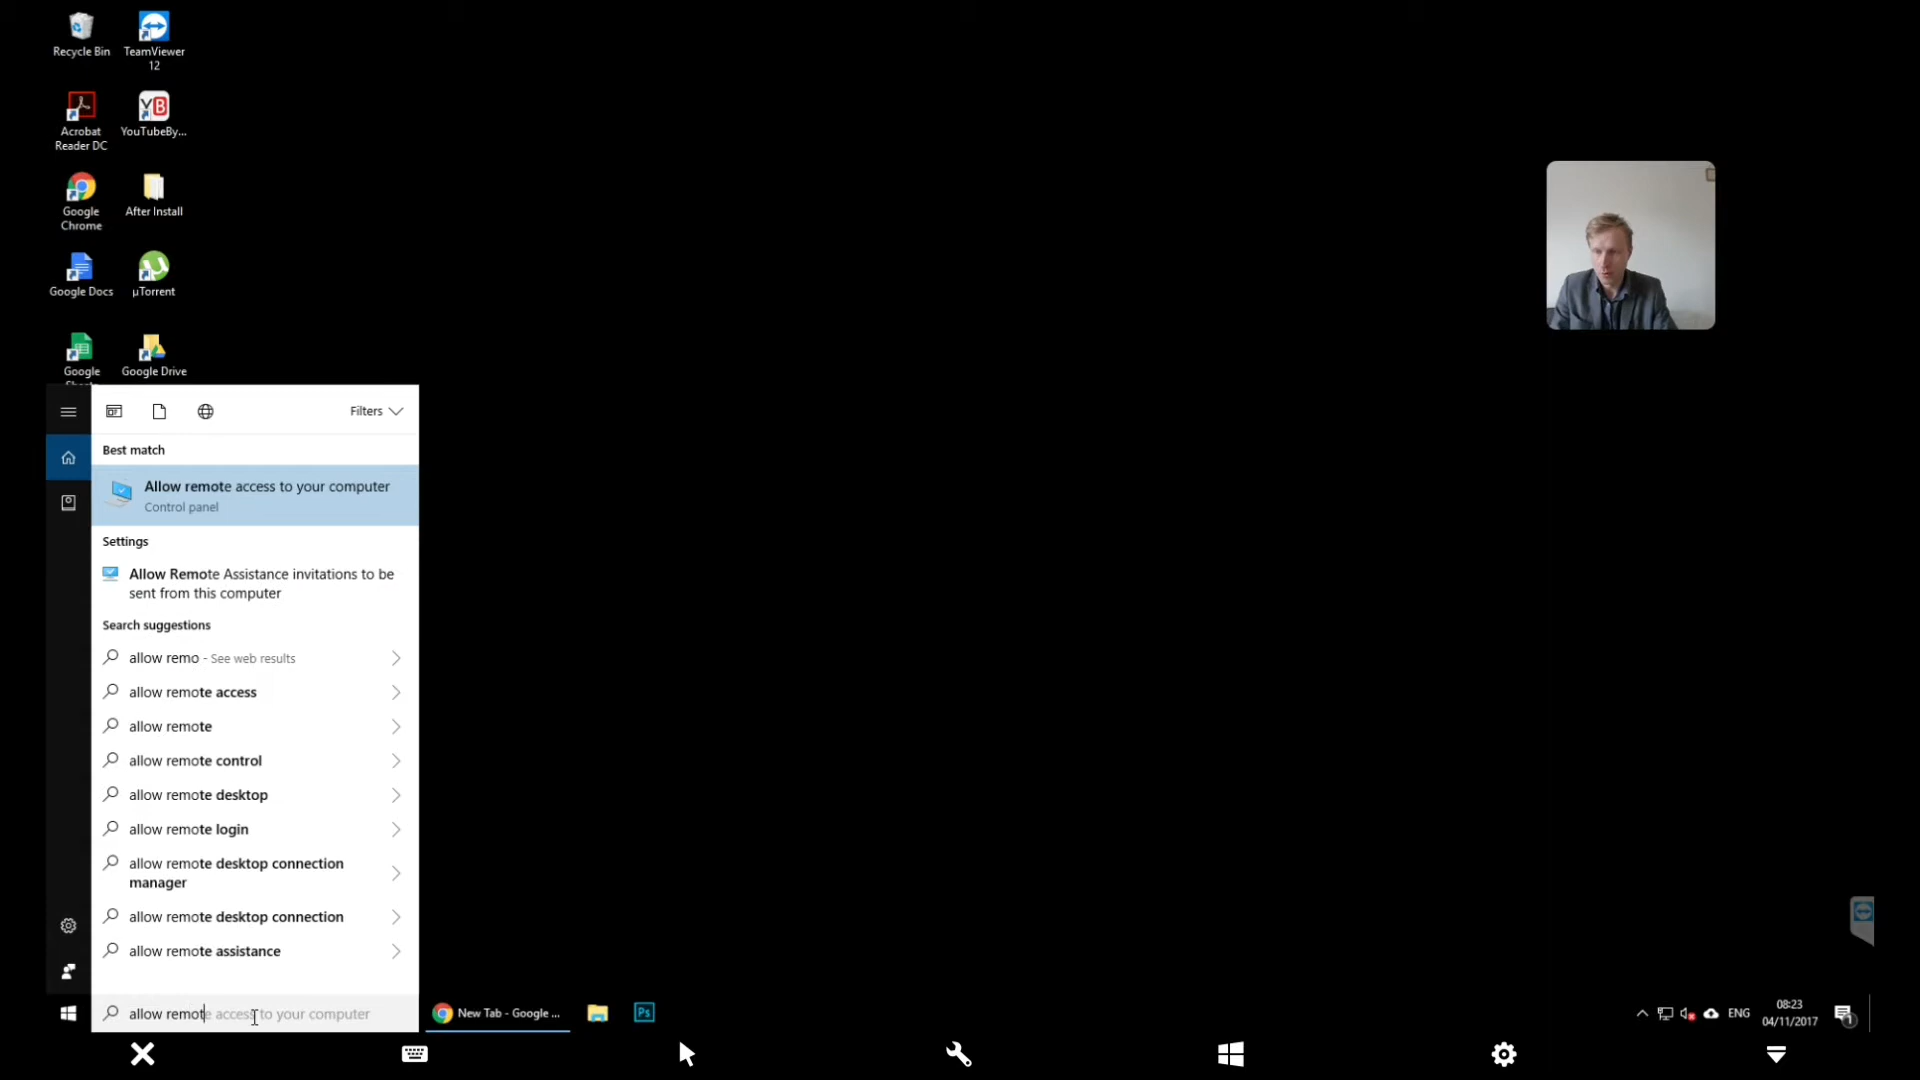 Recycle Bin
TeamViewer
12
Acrobat
Reader DC
YouTubeBy...
Google
Chrome
After Install
Google Docs
µTorrent
Google
Google Drive
Filters
Best match
Allow remote access to your computer
Control panel
Settings
Allow Remote Assistance invitations to be
sent from this computer
Search suggestions
allow remo - See web results
allow remote access
allow remote
allow remote control
allow remote desktop
allow remote login
allow remote desktop connection
manager
allow remote desktop connection
allow remote assistance
allow remote access to your computer
New Tab - Google ...
Ps
ENG
08:23
04/11/2017
1